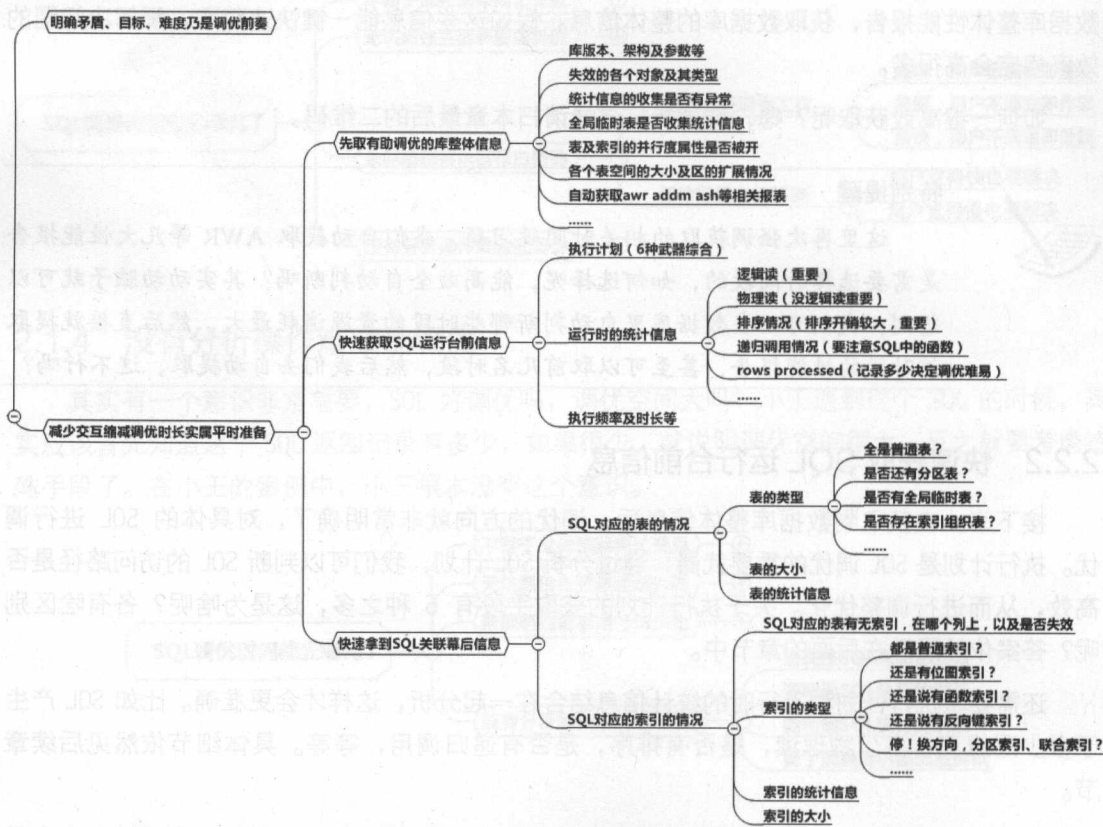 明确矛盾、目标、难度乃是调优前奏
减少交互缩减调优时长实属平时准备
先取有助调优的库整体信息
库版本、架构及参数等
失效的各个对象及其类型
统计信息的收集是否有异常
全局临时表是否收集统计信息
表及索引的并行度属性是否被开
各个表空间的大小及区的扩展情况
自动获取awr addm ash等相关报表
......
快速获取SQL运行台前信息
执行计划（6种武器综合）
运行时的统计信息
逻辑读（重要）
物理读（没逻辑读重要）
排序情况（排序开销较大，重要）
递归调用情况（要注意SQL中的函数）
rows processed（记录多少决定调优难易）
......
执行频率及时长等
快速拿到SQL关联幕后信息
SQL对应的表的情况
表的类型
全是普通表？
是否还有分区表？
是否有全局临时表？
是否存在索引组织表？
......
表的大小
表的统计信息
SQL对应的索引的情况
SQL对应的表有无索引，在哪个列上，以及是否失效
索引的类型
都是普通索引？
还是有位图索引？
还是说有函数索引？
还是说有反向键索引？
停！换方向，分区索引、联合索引？
......
索引的统计信息
索引的大小